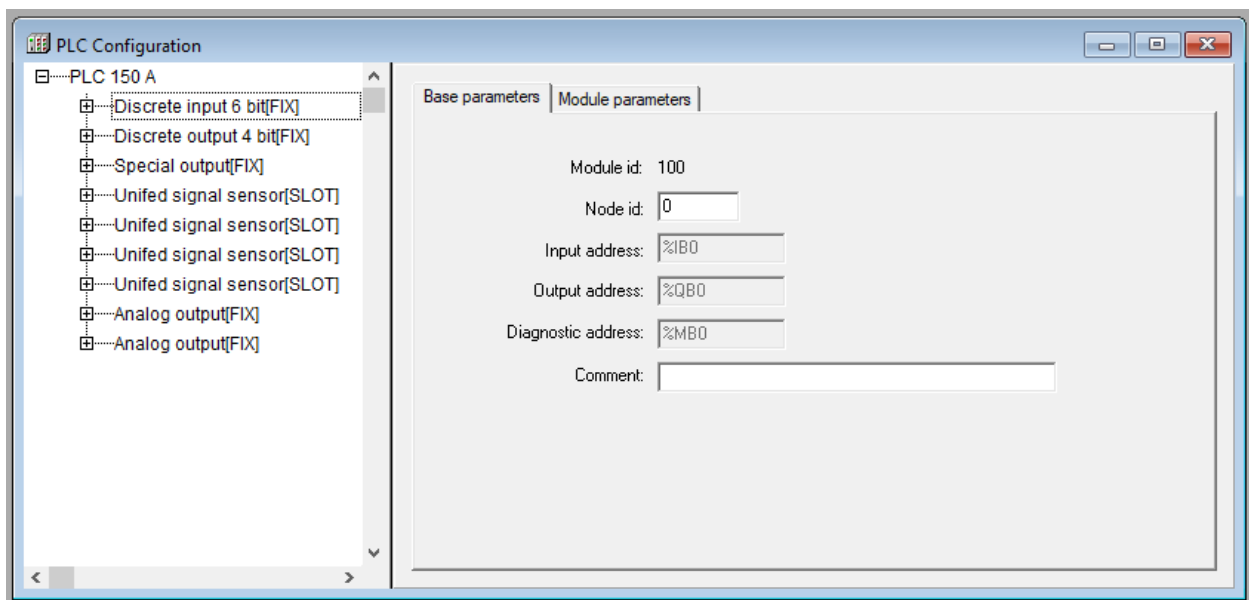 PLC Configuration
PLC 150 A
Discrete input 6 bit[FIX]
Discrete output 4 bit[FIX]
Special output[FIX]
Unifed signal sensor[SLOT]
Unifed signal sensor[SLOT]
Unifed signal sensor[SLOT]
Unifed signal sensor[SLOT]
Analog output[FIX]
Analog output[FIX]
Base parameters
Module parameters
Module id: 100
Node id: 0
Input address: %IB0
Output address: %QB0
Diagnostic address: %MB0
Comment: